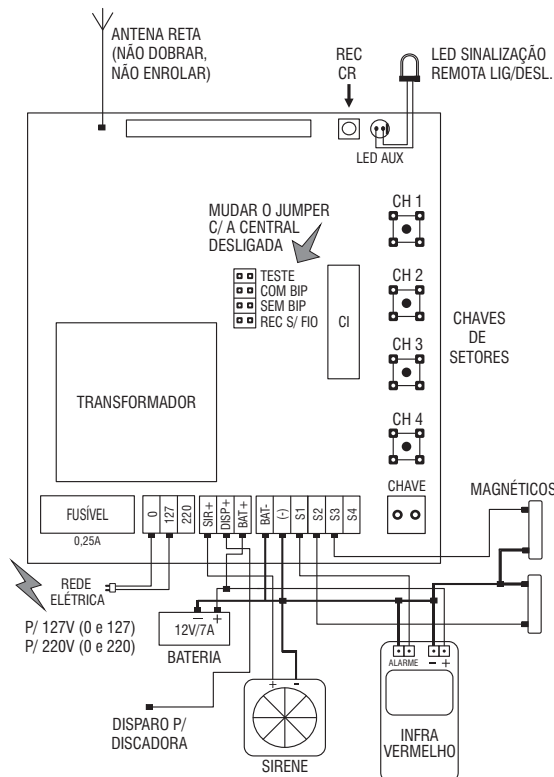 ANTENA RETA
(NÃO DOBRAR,
NÃO ENROLAR)
REC
CR
LED SINALIZAÇÃO
REMOTA LIG/DESL.
LED AUX
MUDAR O JUMPER
C/ A CENTRAL
DESLIGADA
TESTE
COM BIP
SEM BIP
REC S/ FIO
CI
CH 1
CH 2
CH 3
CH 4
CHAVES
DE
SETORES
TRANSFORMADOR
CHAVE
MAGNÉTICOS
FUSÍVEL
0,25A
0
127
220
SIR+
DISP+
BAT+
BAT-
(-)
S1
S2
S3
S4
REDE
ELÉTRICA
P/ 127V (0 e 127)
P/ 220V (0 e 220)
− +
12V/7A
BATERIA
DISPARO P/
DISCADORA
+ -
SIRENE
ALARME − +
INFRA
VERMELHO